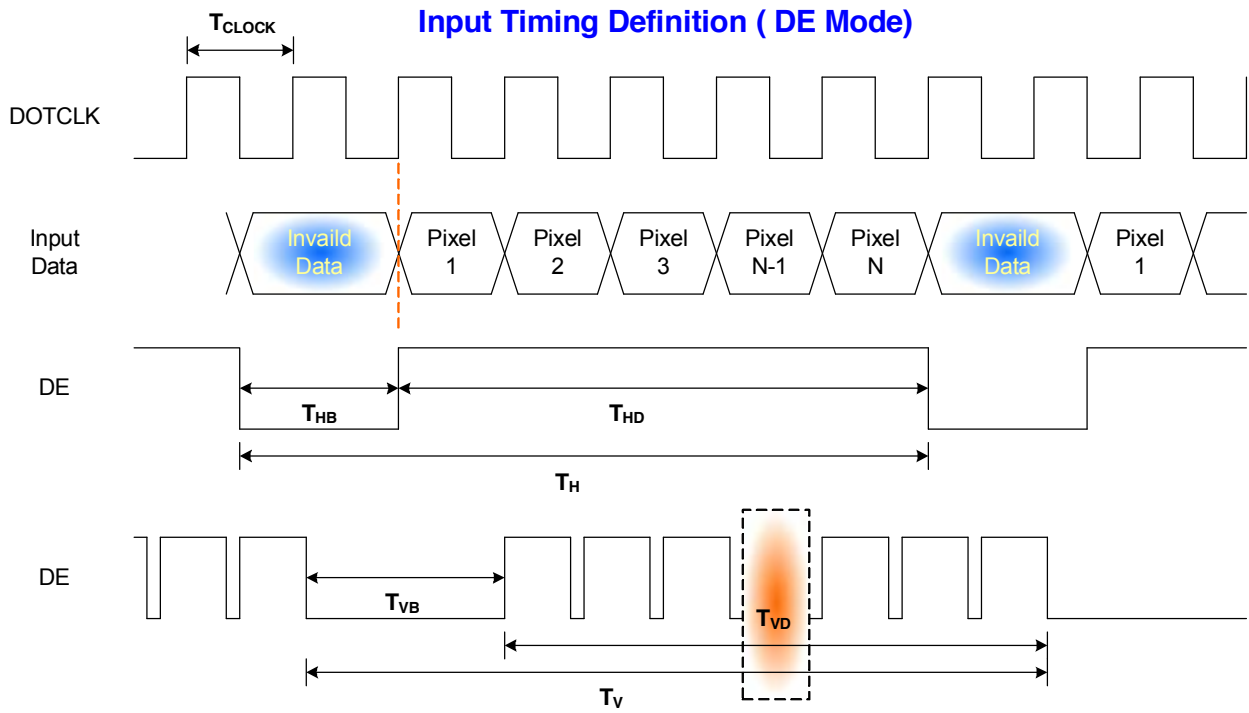 Input Timing Definition ( DE Mode)
TCLOCK
DOTCLK
Input
Data
Invaild
Data
Pixel
1
Pixel
2
Pixel
3
Pixel
N-1
Pixel
N
Invaild
Data
Pixel
1
DE
THB
THD
TH
DE
TVB
TVD
TV